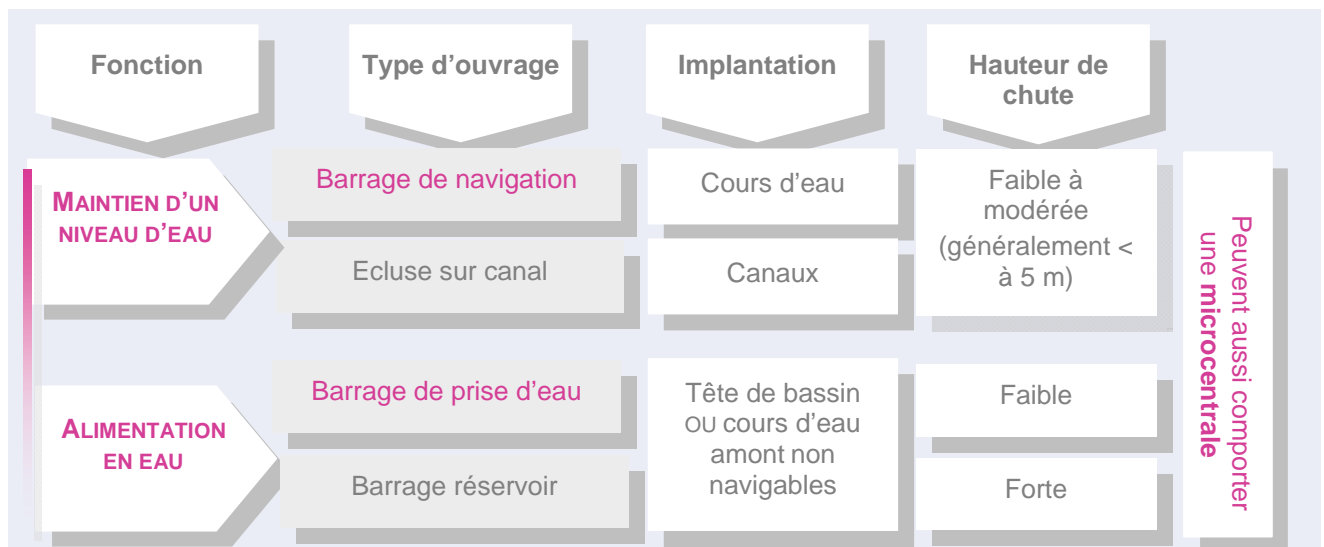 Fonction
Type d'ouvrage
Implantation
Hauteur de
chute
MAINTIEN D'UN
NIVEAU D'EAU
Barrage de navigation
Cours d'eau
Ecluse sur canal
Canaux
Faible à
modérée
(généralement <
à 5 m)
ALIMENTATION
EN EAU
Barrage de prise d'eau
Barrage réservoir
Tête de bassin
OU cours d'eau
amont non
navigables
Faible
Forte
Peuvent aussi comporter
une microcentrale